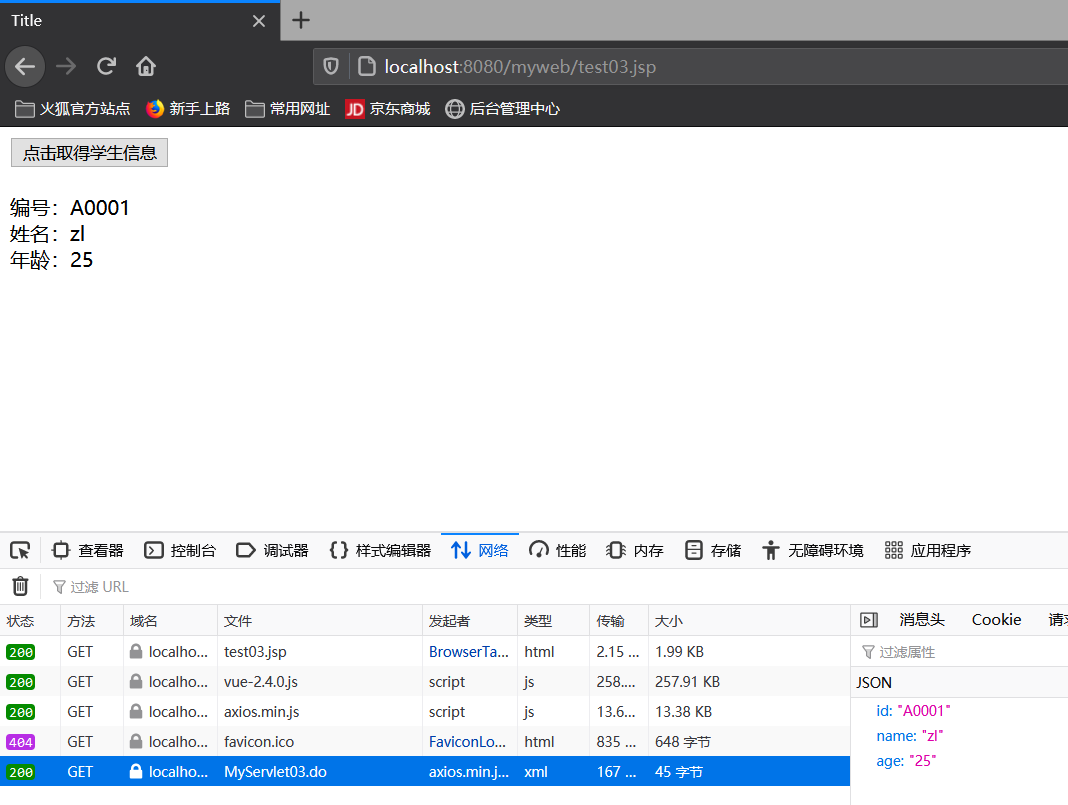 Title
localhost:8080/myweb/test03.jsp
火狐官方站点 新手上路 常用网址 JD 京东商城 后台管理中心
点击取得学生信息
编号：A0001
姓名：zl
年龄：25
查看器 控制台 调试器 样式编辑器 网络 性能 内存 存储 无障碍环境 应用程序
过滤 URL
状态 方法 域名 文件 发起者 类型 传输 大小 消息头 Cookie 请求
200 GET localho... test03.jsp BrowserTa... html 2.15 ... 1.99 KB 过滤属性
200 GET localho... vue-2.4.0.js script js 258.... 257.91 KB JSON
200 GET localho... axios.min.js script js 13.6... 13.38 KB id: "A0001"
404 GET localho... favicon.ico FaviconLo... html 835 ... 648 字节 name: "zl"
200 GET localho... MyServlet03.do axios.min.j... xml 167 ... 45 字节 age: "25"